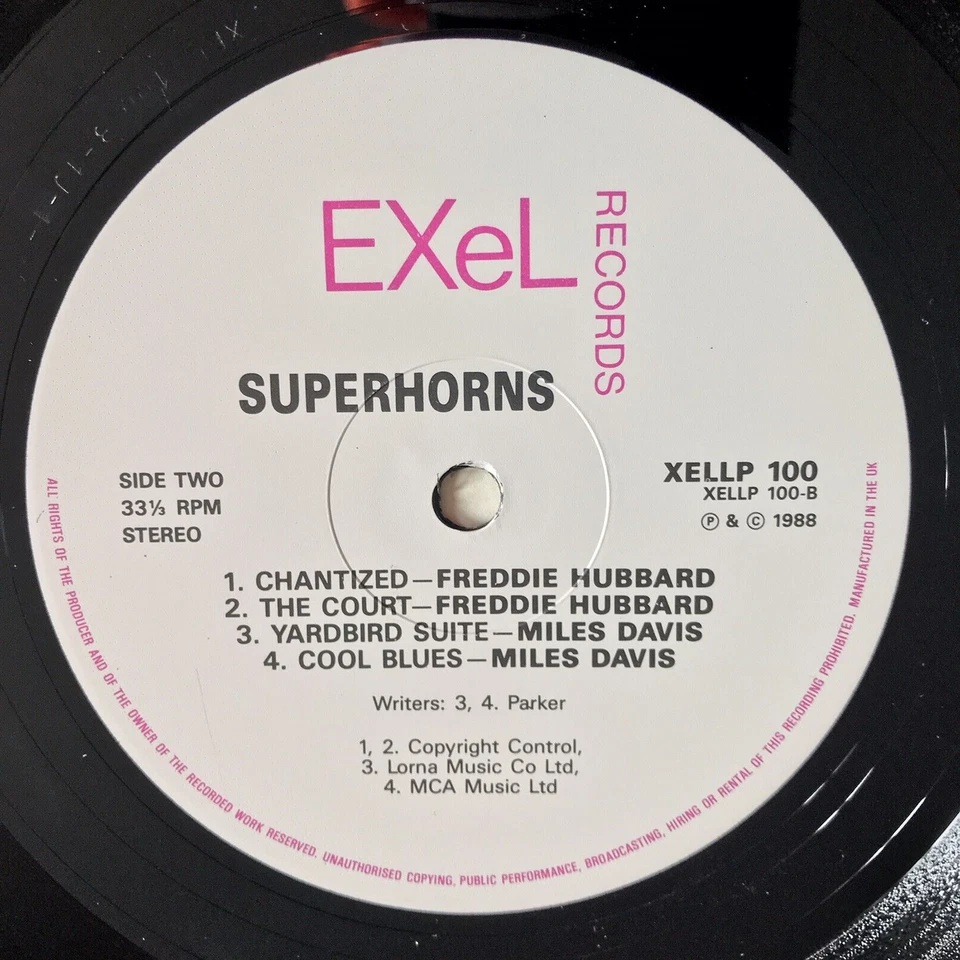 EXeL
RECORDS
SUPERHORNS
SIDE TWO
33⅓ RPM
STEREO
XELLP 100
XELLP 100-B
Ⓟ & © 1988
1. CHANTIZED—FREDDIE HUBBARD
2. THE COURT—FREDDIE HUBBARD
3. YARDBIRD SUITE—MILES DAVIS
4. COOL BLUES—MILES DAVIS
Writers: 3, 4. Parker
1, 2. Copyright Control,
3. Lorna Music Co Ltd,
4. MCA Music Ltd
ALL RIGHTS OF THE PRODUCER AND OF THE OWNER OF THE RECORDED WORK RESERVED. UNAUTHORISED COPYING, PUBLIC PERFORMANCE, BROADCASTING, HIRING OR RENTAL OF THIS RECORDING PROHIBITED. MANUFACTURED IN THE UK